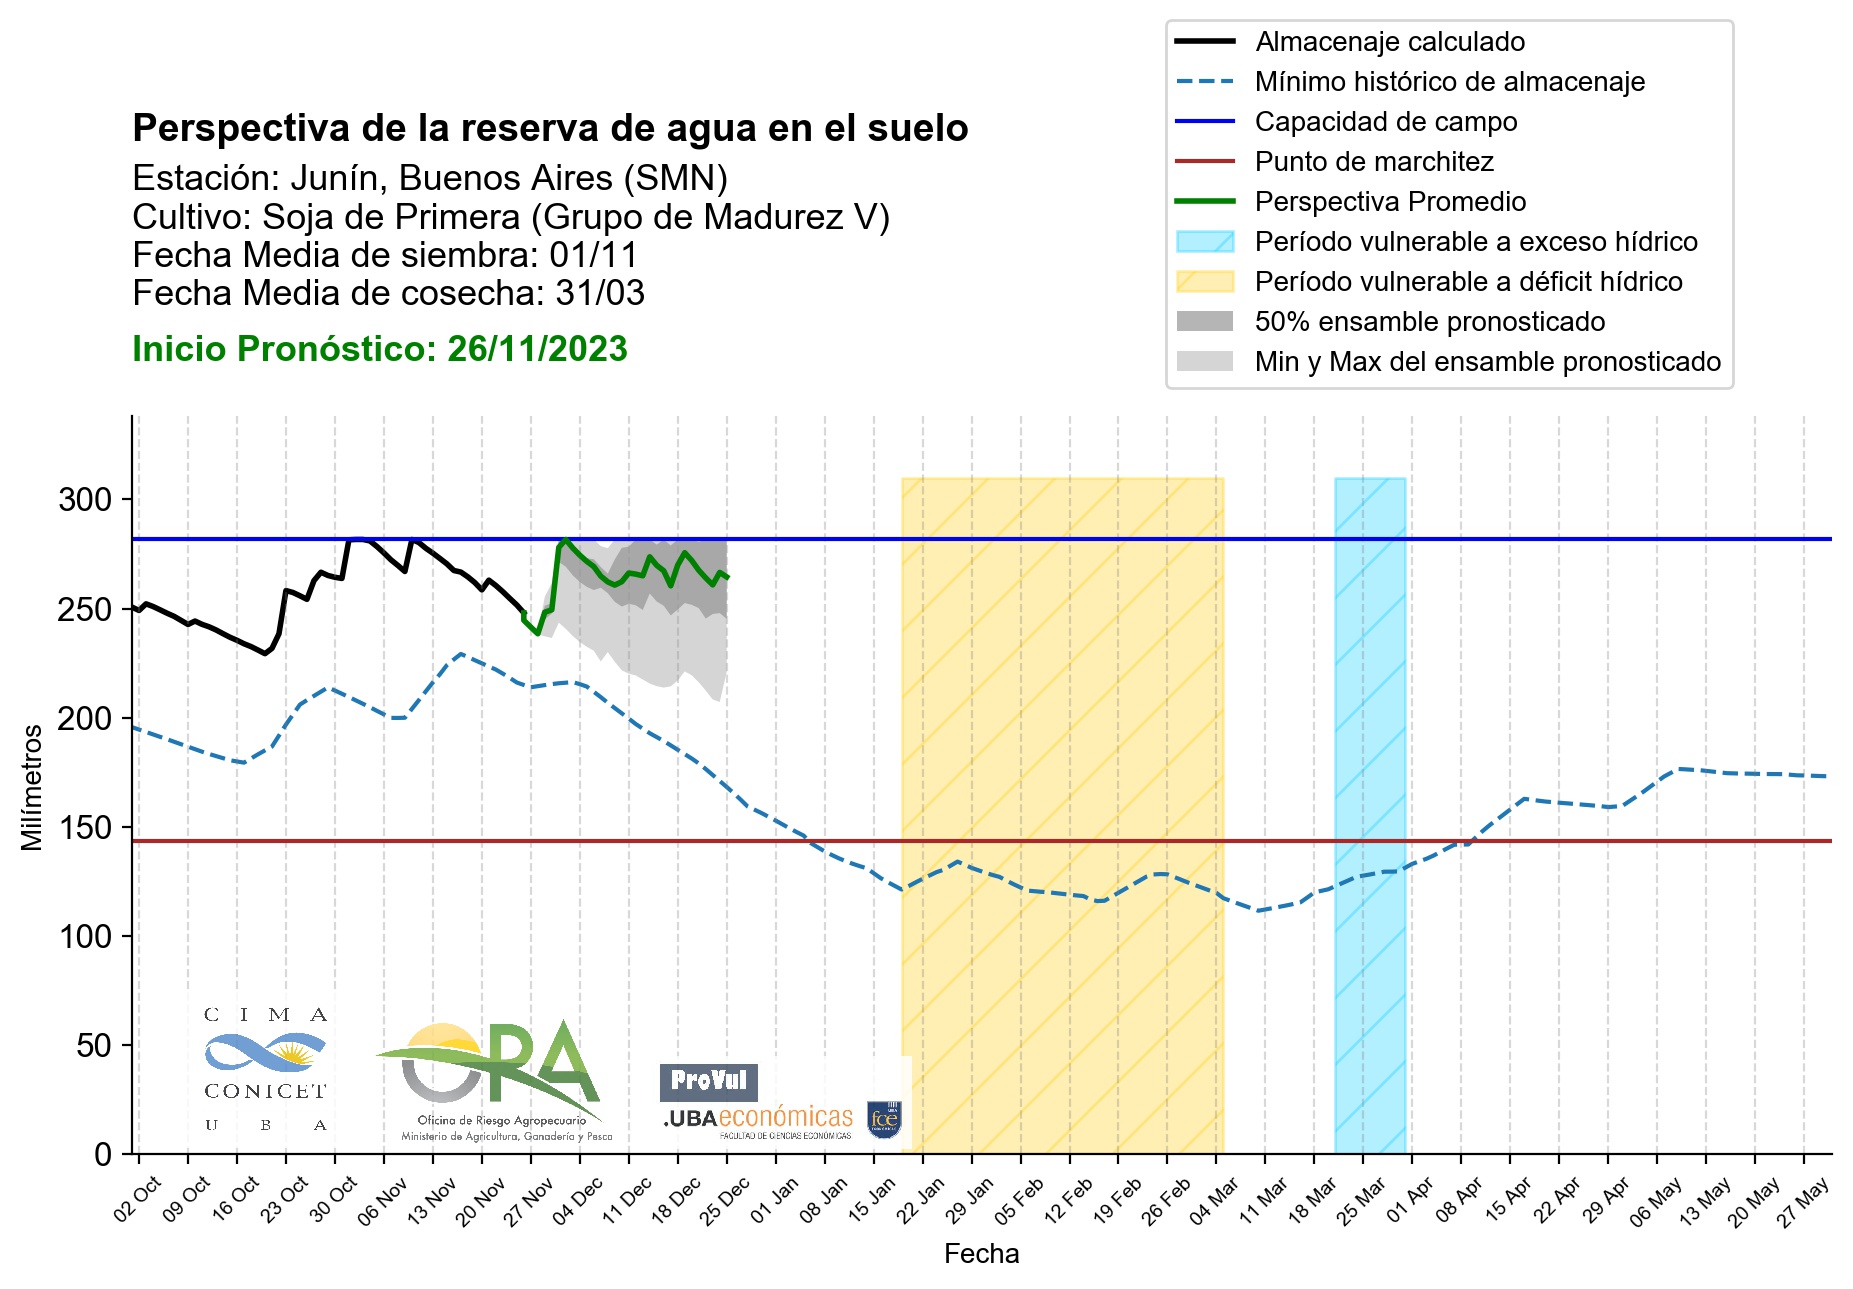 Almacenaje calculado
Mínimo histórico de almacenaje
Capacidad de campo
Punto de marchitez
Perspectiva Promedio
Período vulnerable a exceso hídrico
Período vulnerable a déficit hídrico
50% ensamble pronosticado
Min y Max del ensamble pronosticado
Perspectiva de la reserva de agua en el suelo
Estación: Junín, Buenos Aires (SMN)
Cultivo: Soja de Primera (Grupo de Madurez V)
Fecha Media de siembra: 01/11
Fecha Media de cosecha: 31/03
Inicio Pronóstico: 26/11/2023
Milímetros
300
250
200
150
100
50
0
CIMA
CONICET
UBA
ORA
Oficina de Riesgo Agropecuario
Ministerio de Agricultura, Ganadería y Pesca
ProVul
.UBAeconómicas
FACULTAD DE CIENCIAS ECONÓMICAS
UBA
fce
02 Oct
09 Oct
16 Oct
23 Oct
30 Oct
06 Nov
13 Nov
20 Nov
27 Nov
04 Dec
11 Dec
18 Dec
25 Dec
01 Jan
08 Jan
15 Jan
22 Jan
29 Jan
05 Feb
12 Feb
19 Feb
26 Feb
04 Mar
11 Mar
18 Mar
25 Mar
01 Apr
08 Apr
15 Apr
22 Apr
29 Apr
06 May
13 May
20 May
27 May
Fecha